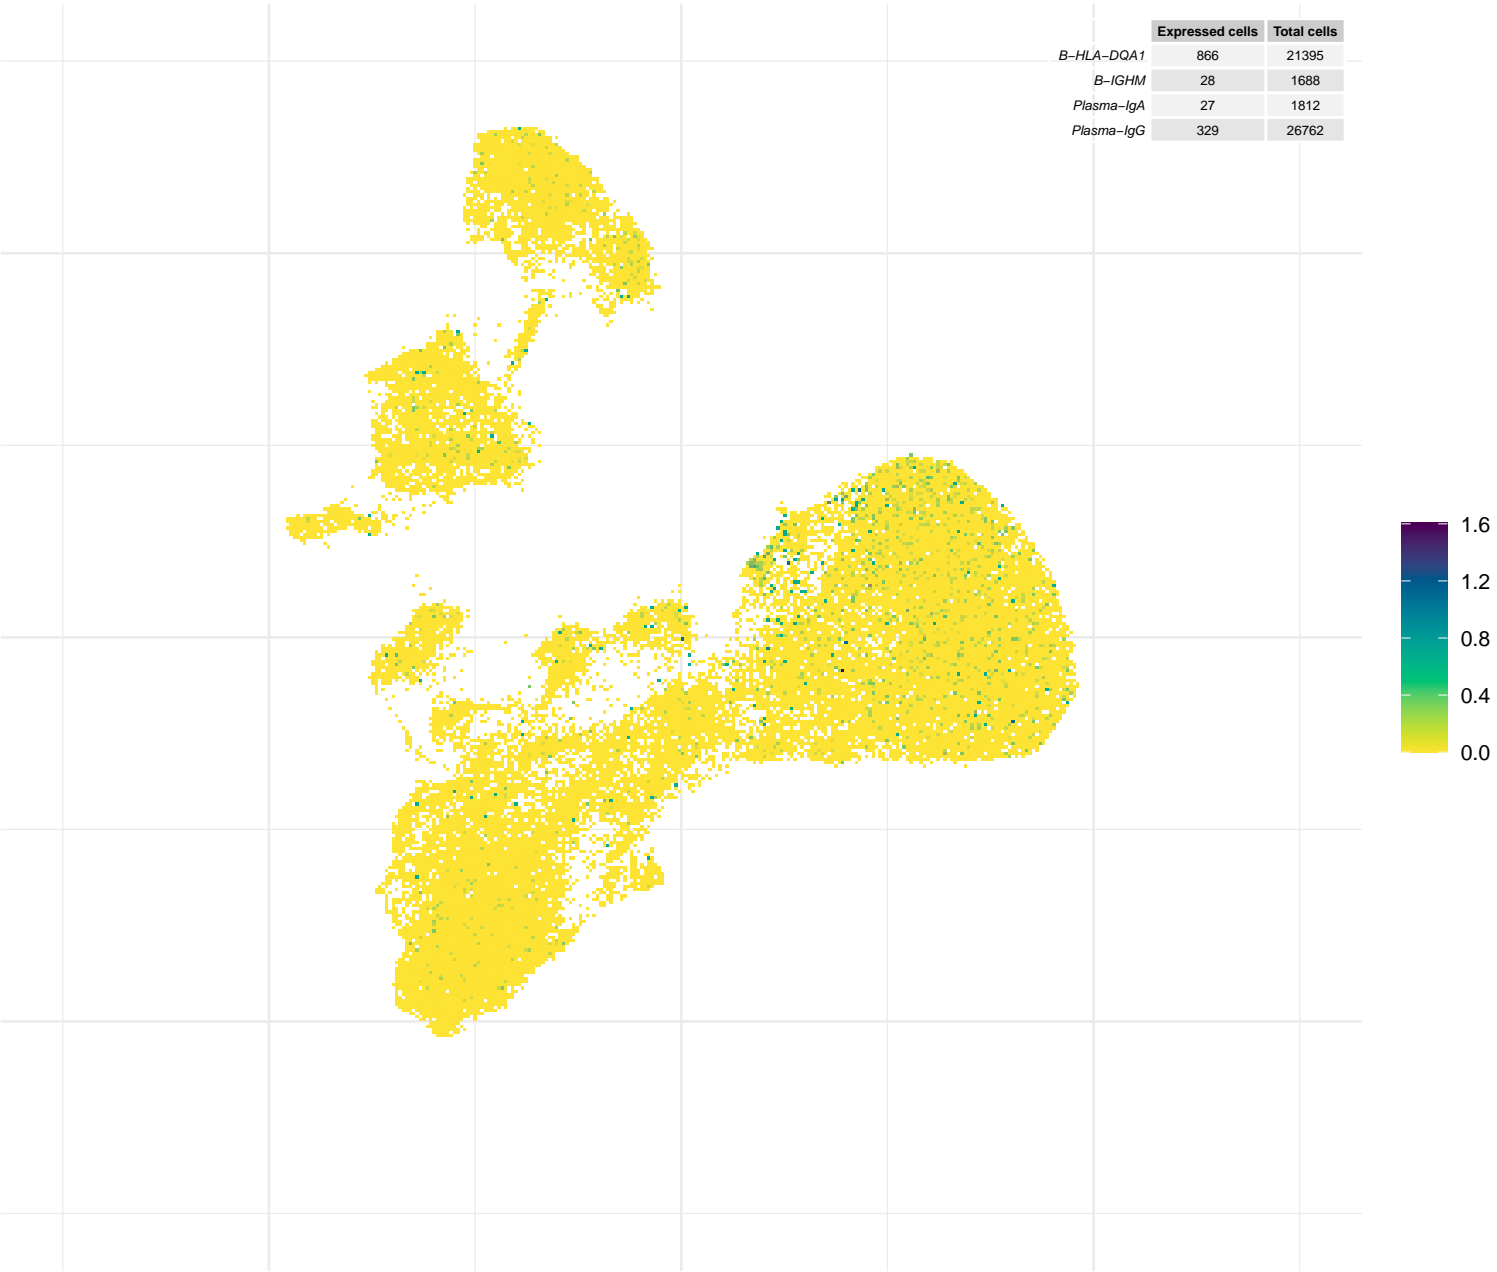 Expressed cells Total cells
B−HLA−DQA1 866 21395
B−IGHM 28 1688
Plasma−IgA 27 1812
Plasma−IgG 329 26762
1.6
1.2
0.8
0.4
0.0